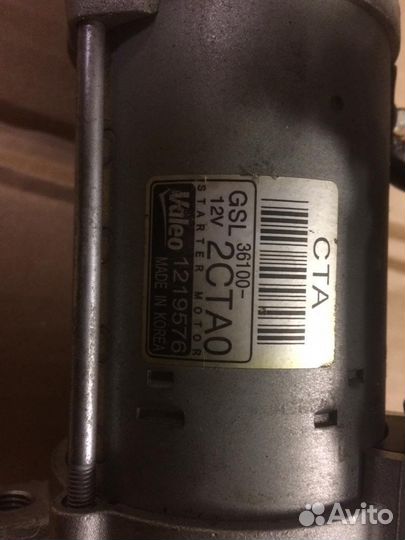 GSL 36100-
12V 2CTA0
STARTER MOTOR
Valeo 1219576
MADE IN KOREA
CTA
Avito